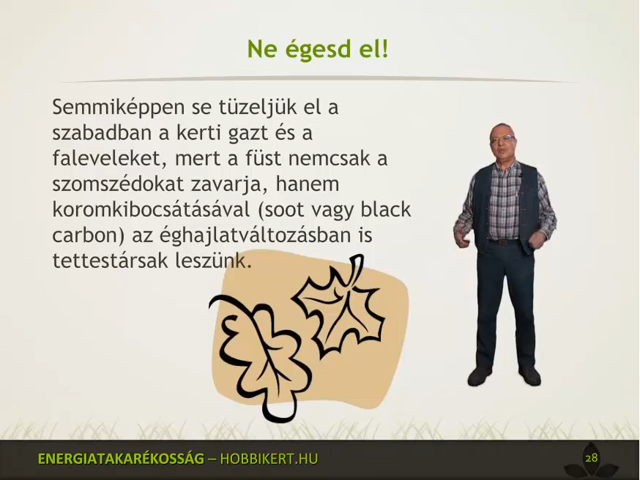 Ne égesd el!
Semmiképpen se tüzeljük el a
szabadban a kerti gazt és a
faleveleket, mert a füst nemcsak a
szomszédokat zavarja, hanem
koromkibocsátásával (soot vagy black
carbon) az éghajlatváltozásban is
tettestársak leszünk.
ENERGIATAKARÉKOSSÁG – HOBBIKERT.HU
28